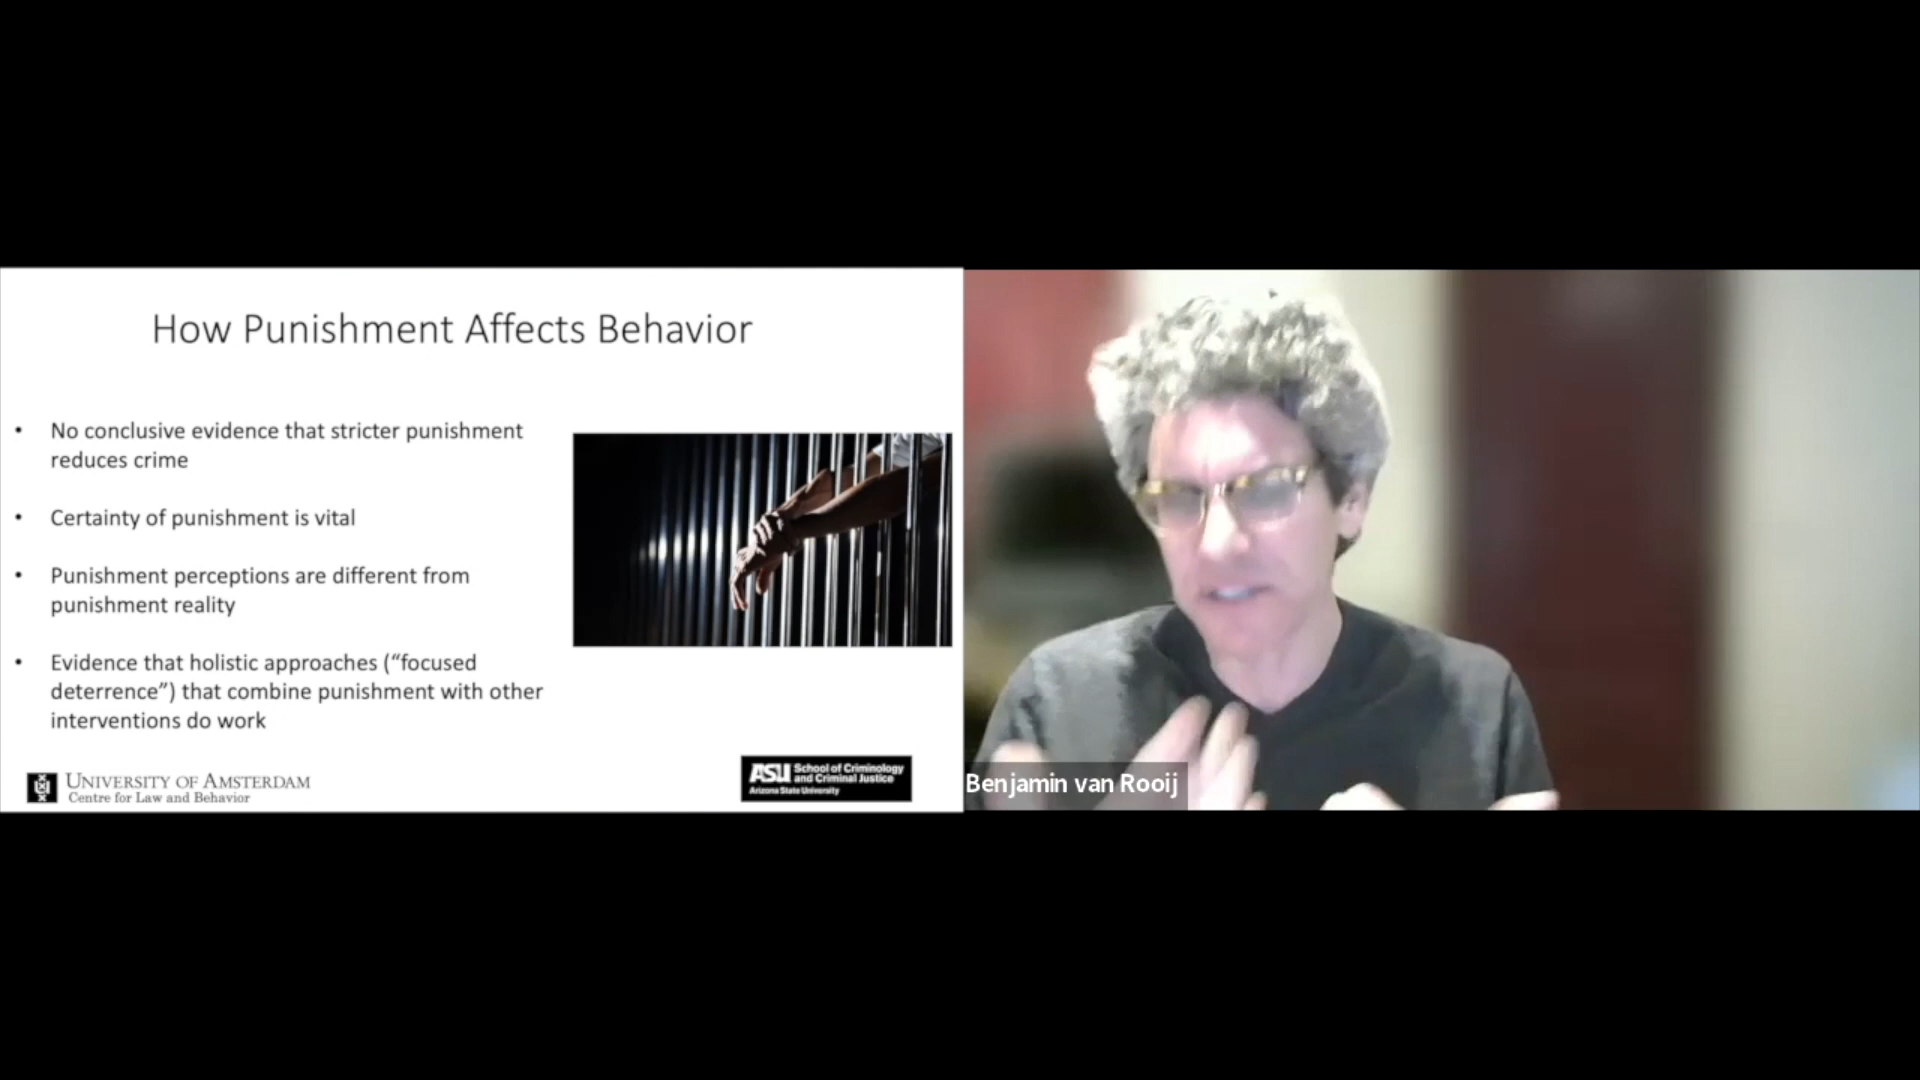 How Punishment Affects Behavior
• No conclusive evidence that stricter punishment
reduces crime
• Certainty of punishment is vital
• Punishment perceptions are different from
punishment reality
• Evidence that holistic approaches (“focused
deterrence”) that combine punishment with other
interventions do work
UNIVERSITY OF AMSTERDAM
Centre for Law and Behavior
ASU School of Criminology
and Criminal Justice
Arizona State University
Benjamin van Rooij